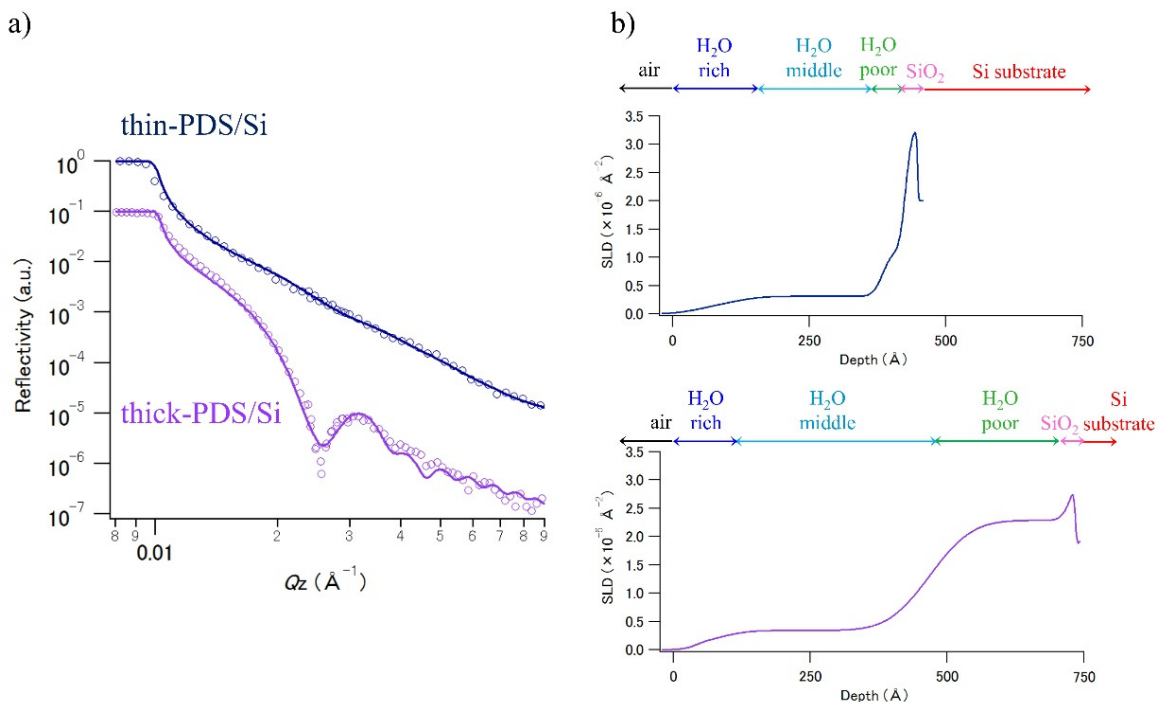 a)
thin-PDS/Si
thick-PDS/Si
Reflectivity (a.u.)
10⁰
10⁻¹
10⁻²
10⁻³
10⁻⁴
10⁻⁵
10⁻⁶
10⁻⁷
8 9 2 3 4 5 6 7 8 9
0.01
Qz (Å⁻¹)
b)
air
H₂O rich
H₂O middle
H₂O poor
SiO₂
Si substrate
SLD (×10⁻⁶ Å⁻²)
3.5
3.0
2.5
2.0
1.5
1.0
0.5
0.0
0 250 500 750
Depth (Å)
air
H₂O rich
H₂O middle
H₂O poor
SiO₂
Si substrate
SLD (×10⁻⁶ Å⁻²)
3.5
3.0
2.5
2.0
1.5
1.0
0.5
0.0
0 250 500 750
Depth (Å)